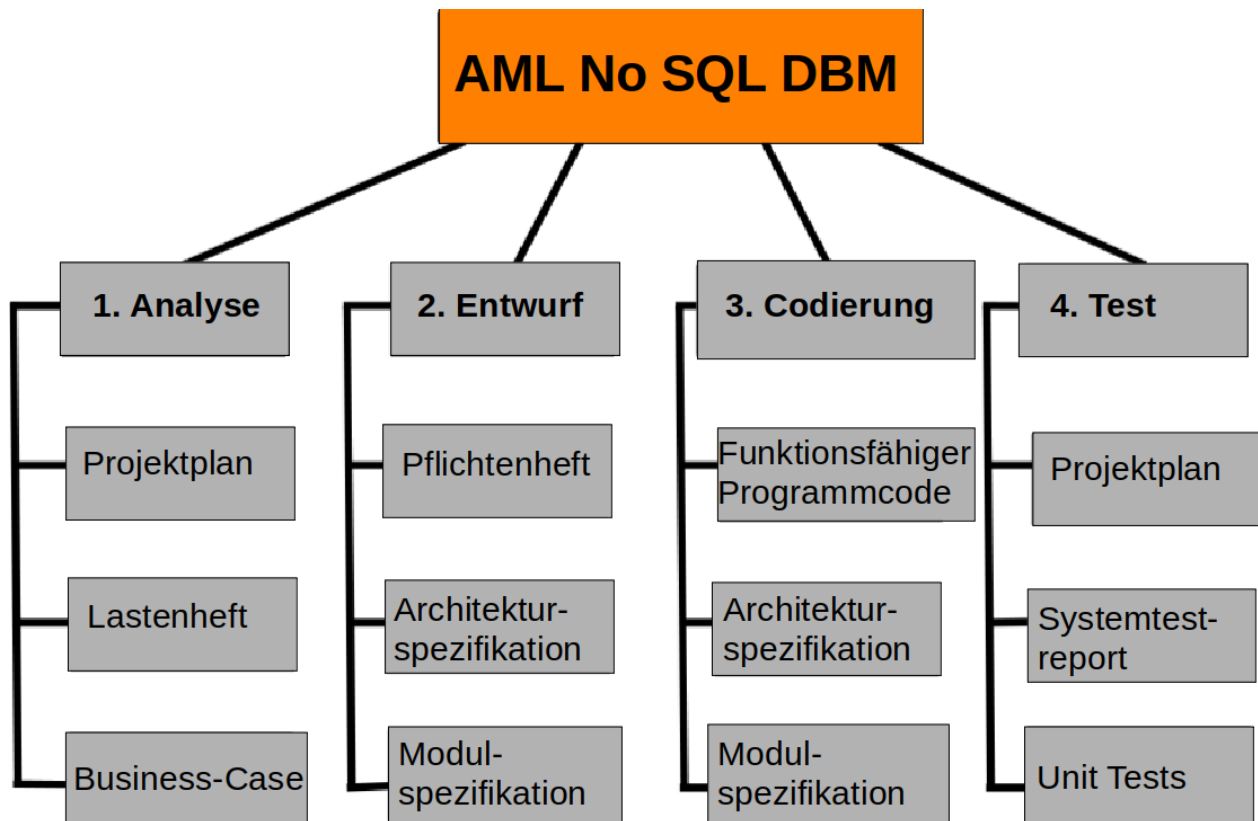 AML No SQL DBM
1. Analyse
2. Entwurf
3. Codierung
4. Test
Projektplan
Pflichtenheft
Funktionsfähiger
Programmcode
Projektplan
Lastenheft
Architektur-
spezifikation
Architektur-
spezifikation
Systemtest-
report
Business-Case
Modul-
spezifikation
Modul-
spezifikation
Unit Tests